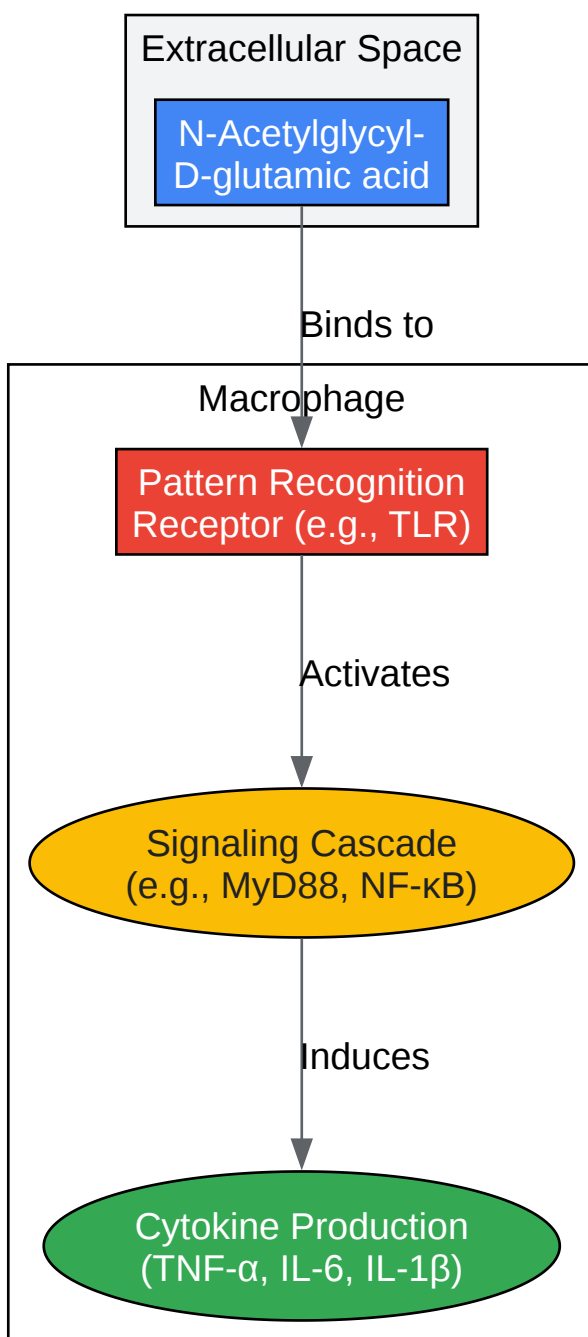 Extracellular Space
N-Acetylglycyl-
D-glutamic acid
Binds to
Macrophage
Pattern Recognition
Receptor (e.g., TLR)
Activates
Signaling Cascade
(e.g., MyD88, NF-κB)
Induces
Cytokine Production
(TNF-α, IL-6, IL-1β)